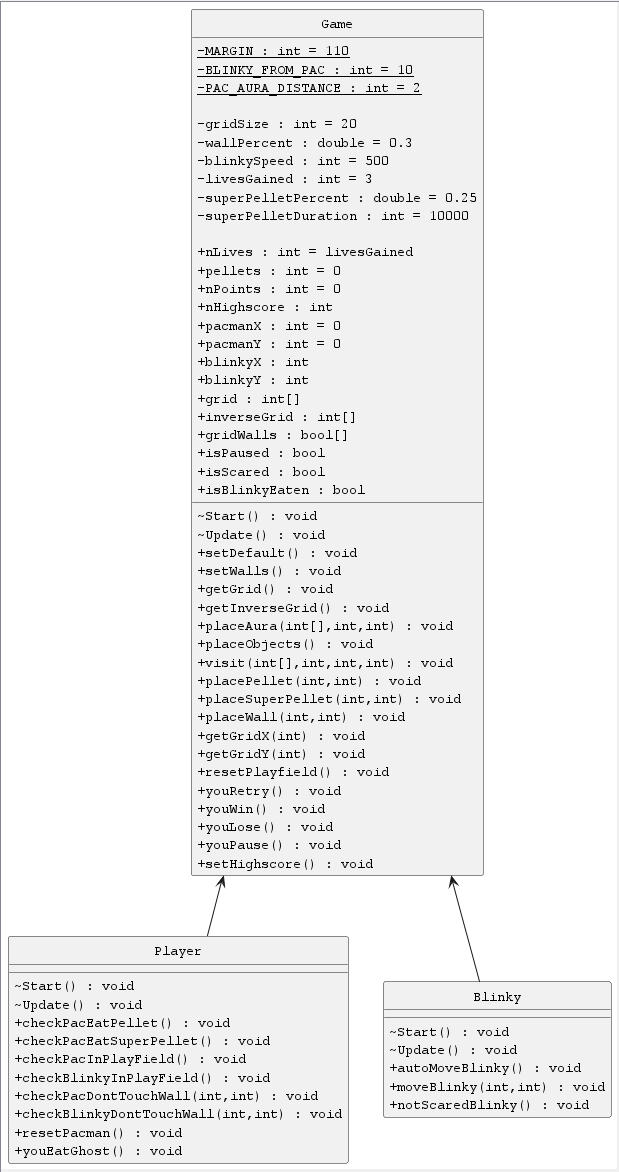 Game
-MARGIN : int = 110
-BLINKY_FROM_PAC : int = 10
-PAC_AURA_DISTANCE : int = 2
-gridSize : int = 20
-wallPercent : double = 0.3
-blinkySpeed : int = 500
-livesGained : int = 3
-superPelletPercent : double = 0.25
-superPelletDuration : int = 10000
+nLives : int = livesGained
+pellets : int = 0
+nPoints : int = 0
+nHighscore : int
+pacmanX : int = 0
+pacmanY : int = 0
+blinkyX : int
+blinkyY : int
+grid : int[]
+inverseGrid : int[]
+gridWalls : bool[]
+isPaused : bool
+isScared : bool
+isBlinkyEaten : bool
~Start() : void
~Update() : void
+setDefault() : void
+setWalls() : void
+getGrid() : void
+getInverseGrid() : void
+placeAura(int[],int,int) : void
+placeObjects() : void
+visit(int[],int,int,int) : void
+placePellet(int,int) : void
+placeSuperPellet(int,int) : void
+placeWall(int,int) : void
+getGridX(int) : void
+getGridY(int) : void
+resetPlayfield() : void
+youRetry() : void
+youWin() : void
+youLose() : void
+youPause() : void
+setHighscore() : void
Player
~Start() : void
~Update() : void
+checkPacEatPellet() : void
+checkPacEatSuperPellet() : void
+checkPacInPlayField() : void
+checkBlinkyInPlayField() : void
+checkPacDontTouchWall(int,int) : void
+checkBlinkyDontTouchWall(int,int) : void
+resetPacman() : void
+youEatGhost() : void
Blinky
~Start() : void
~Update() : void
+autoMoveBlinky() : void
+moveBlinky(int,int) : void
+notScaredBlinky() : void